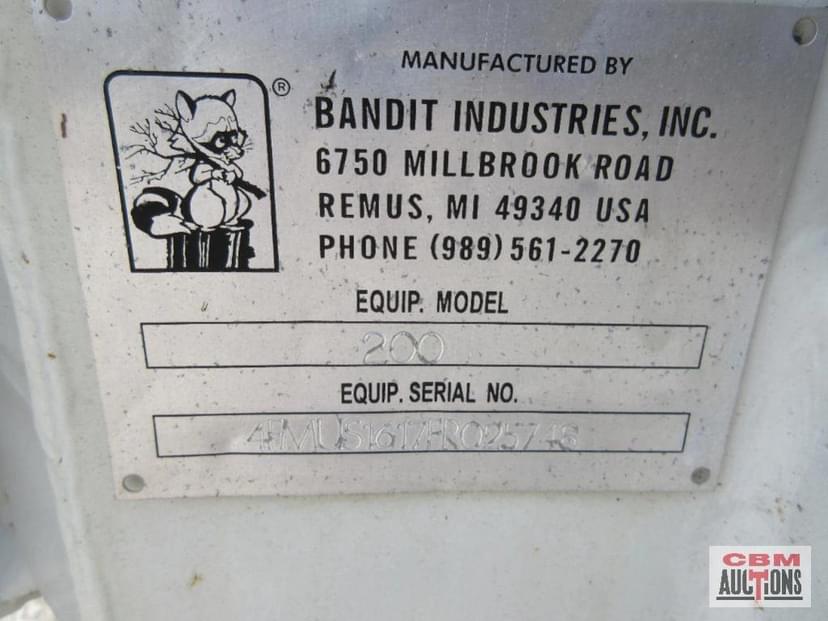 MANUFACTURED BY
®
BANDIT INDUSTRIES, INC.
6750 MILLBROOK ROAD
REMUS, MI 49340 USA
PHONE (989) 561-2270
EQUIP. MODEL
200
EQUIP. SERIAL NO.
CBM
AUCTIONS